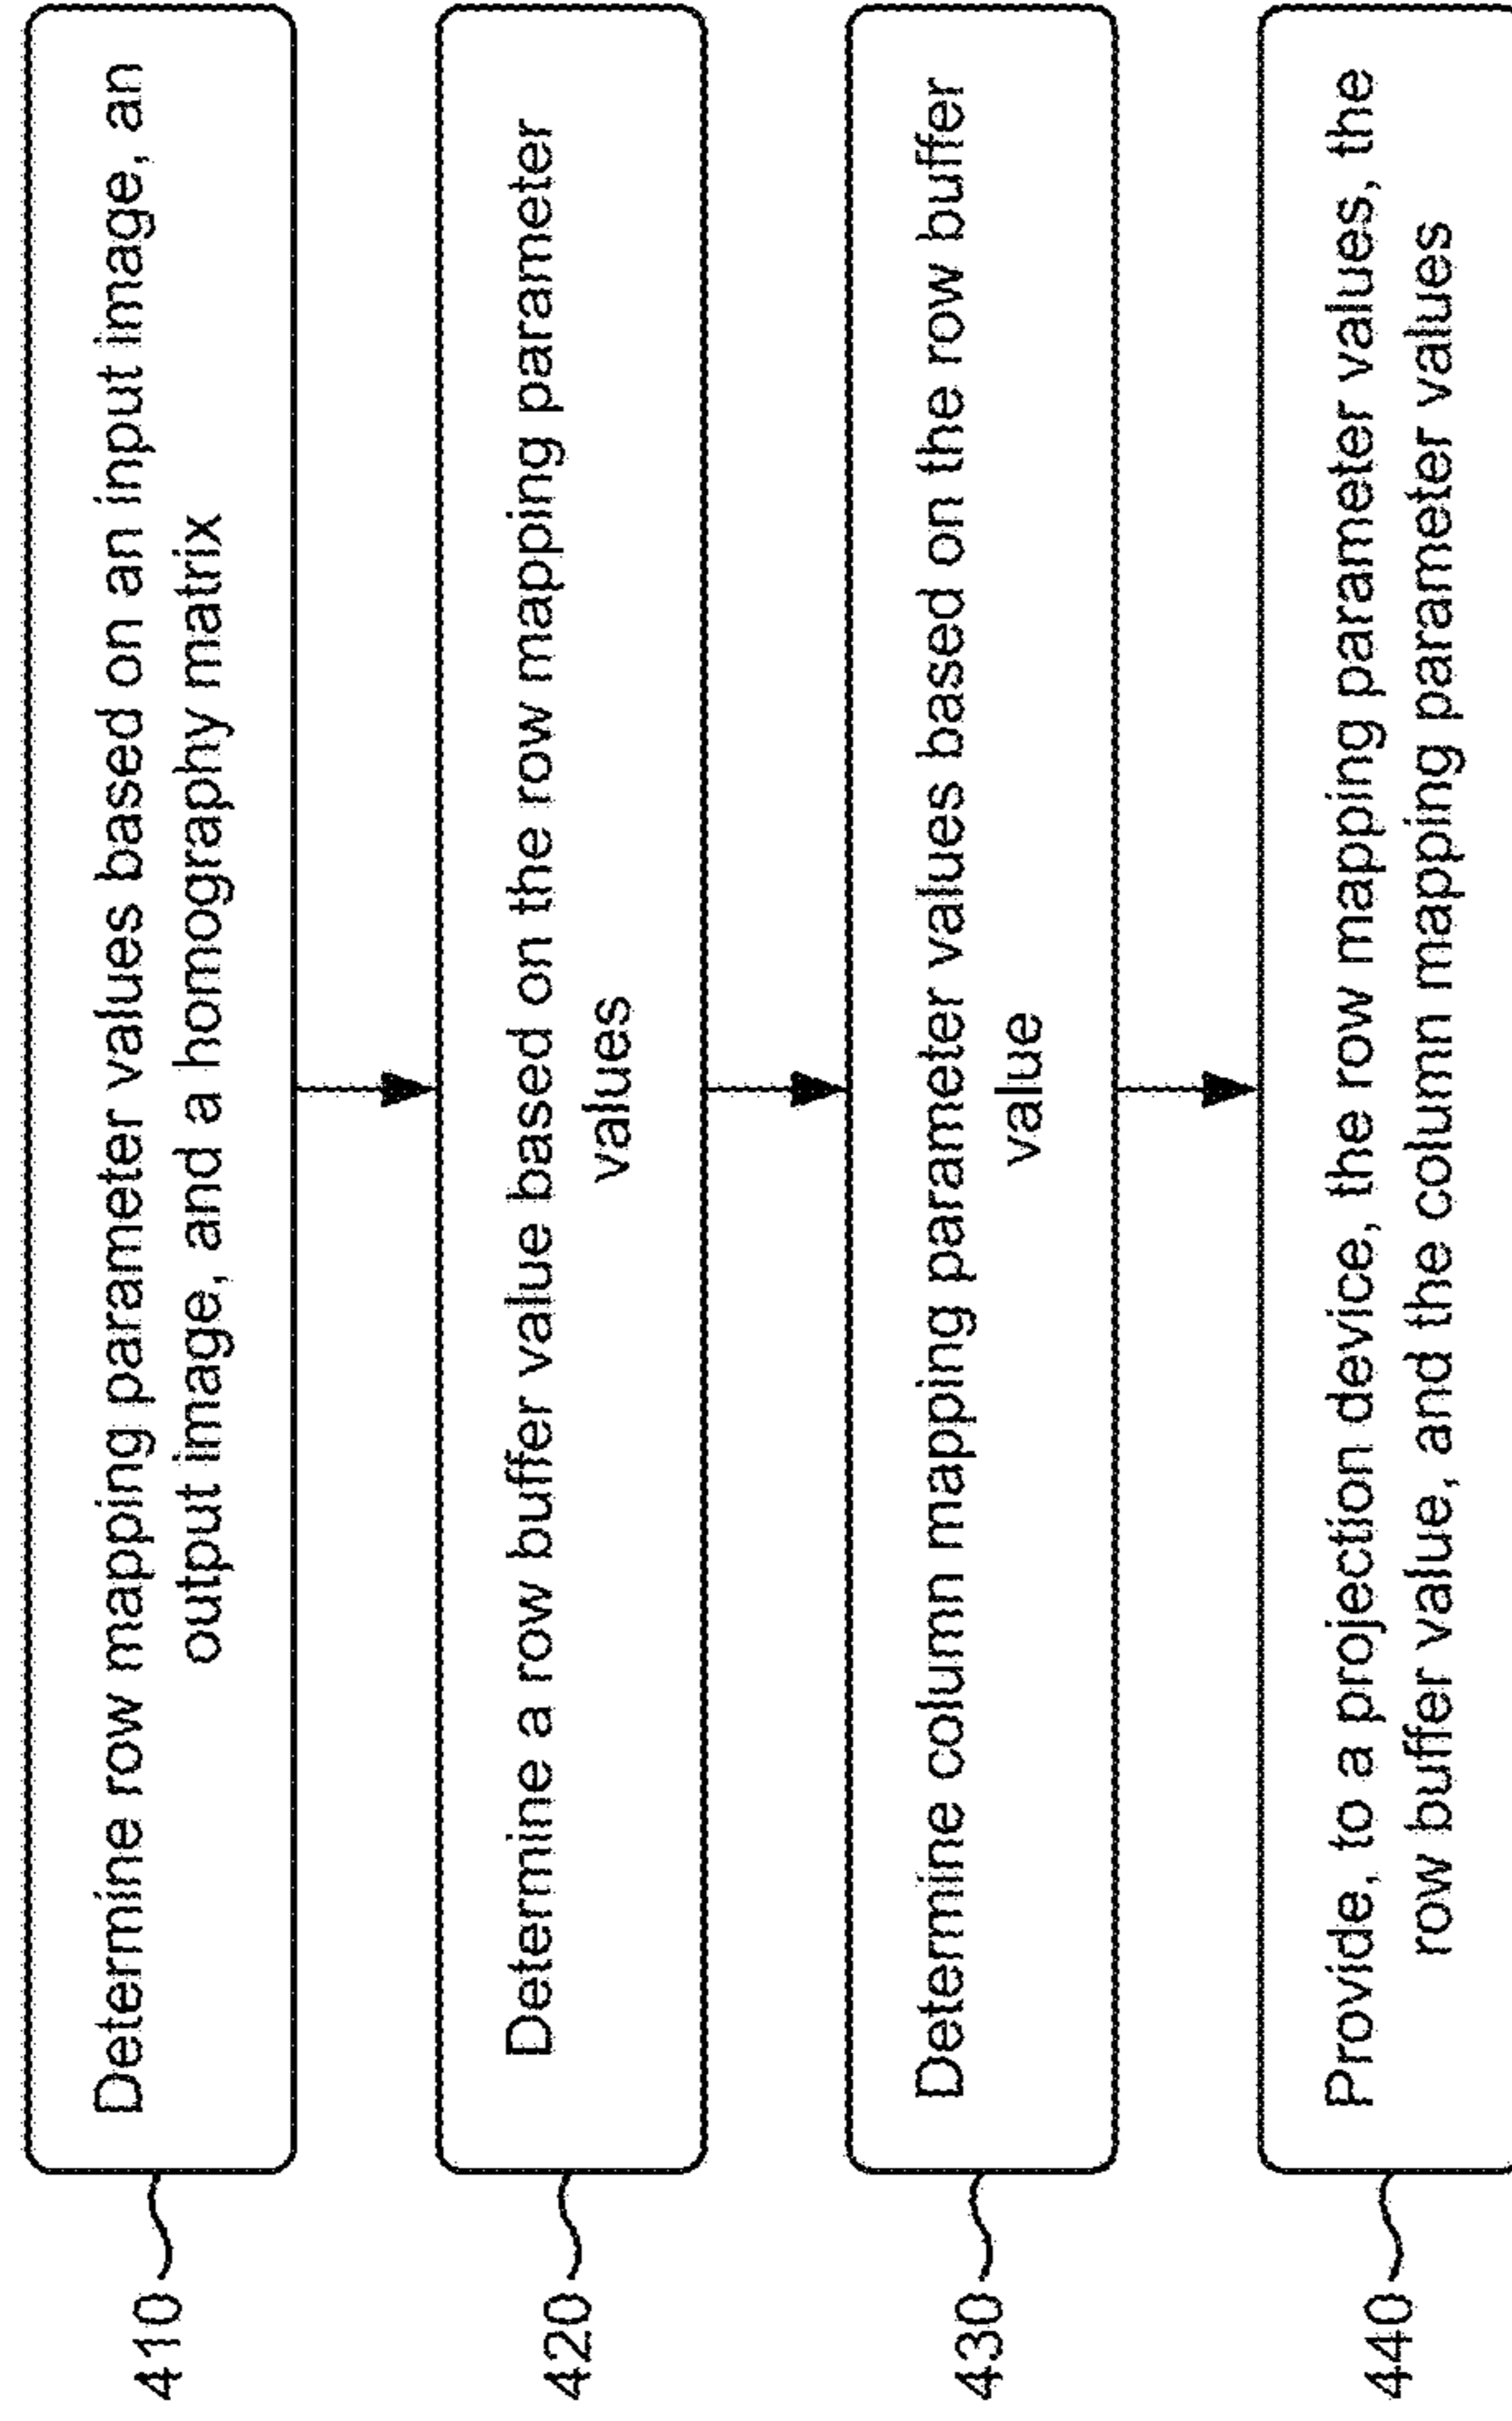 410
Determine row mapping parameter values based on an input image, an
output image, and a homography matrix
420
Determine a row buffer value based on the row mapping parameter
values
430
Determine column mapping parameter values based on the row buffer
value
440
Provide, to a projection device, the row mapping parameter values, the
row buffer value, and the column mapping parameter values